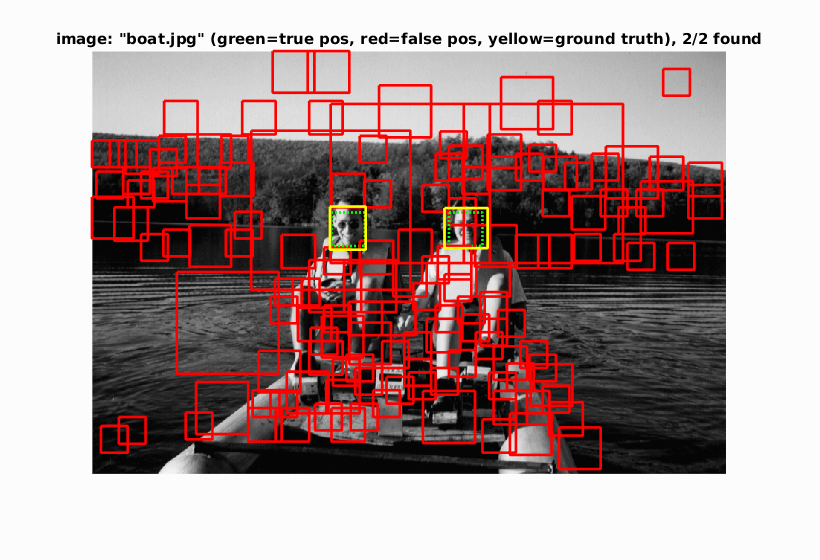 image: "boat.jpg" (green=true pos, red=false pos, yellow=ground truth), 2/2 found